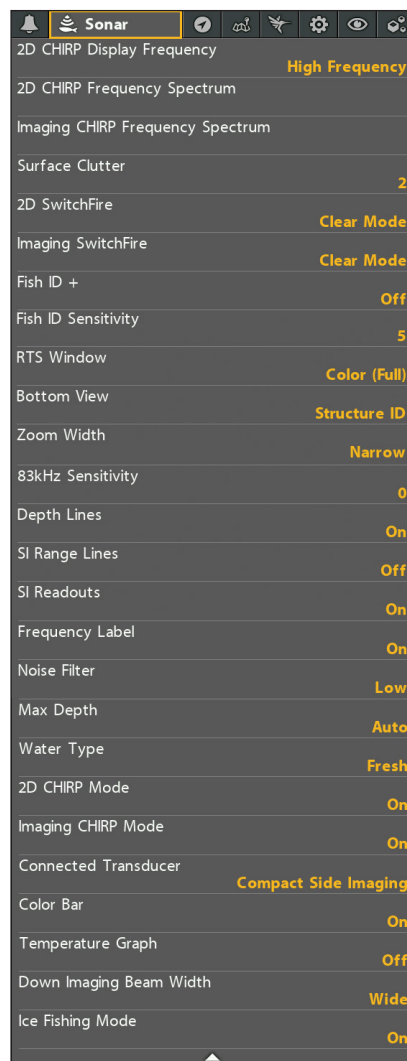 Sonar
2D CHIRP Display Frequency
High Frequency
2D CHIRP Frequency Spectrum
Imaging CHIRP Frequency Spectrum
Surface Clutter
2
2D SwitchFire
Clear Mode
Imaging SwitchFire
Clear Mode
Fish ID +
Off
Fish ID Sensitivity
5
RTS Window
Color (Full)
Bottom View
Structure ID
Zoom Width
Narrow
83kHz Sensitivity
0
Depth Lines
On
SI Range Lines
Off
SI Readouts
On
Frequency Label
On
Noise Filter
Low
Max Depth
Auto
Water Type
Fresh
2D CHIRP Mode
On
Imaging CHIRP Mode
On
Connected Transducer
Compact Side Imaging
Color Bar
On
Temperature Graph
Off
Down Imaging Beam Width
Wide
Ice Fishing Mode
On